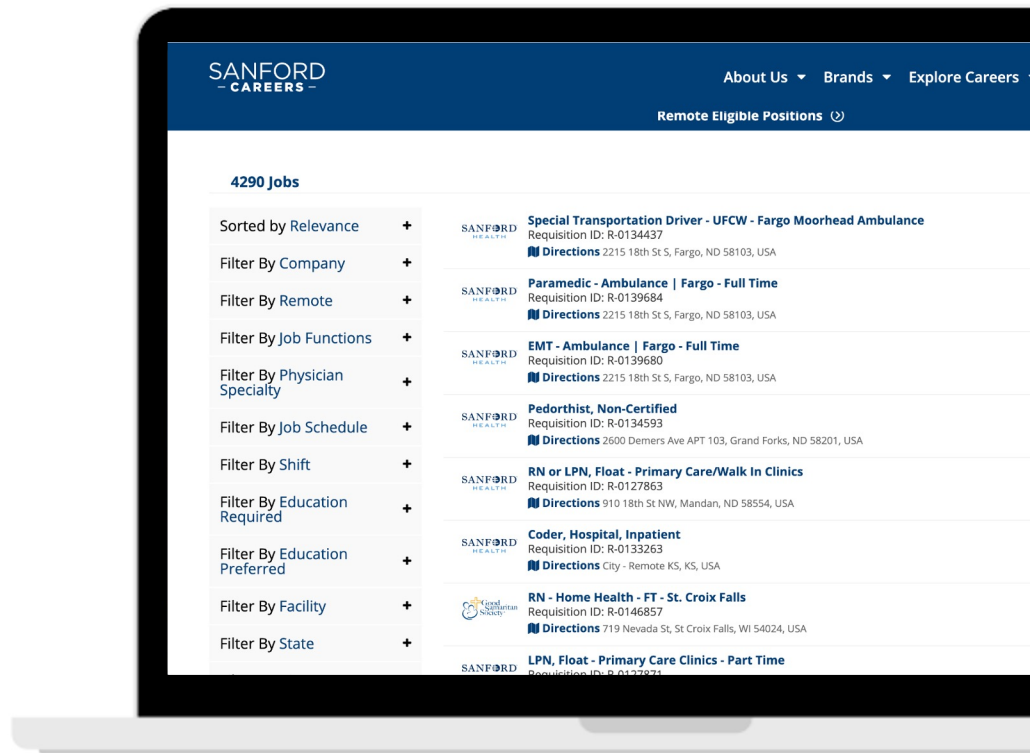 SANFORD
– CAREERS –
About Us
Brands
Explore Careers
Remote Eligible Positions
4290 Jobs
Sorted by Relevance
Filter By Company
Filter By Remote
Filter By Job Functions
Filter By Physician
Specialty
Filter By Job Schedule
Filter By Shift
Filter By Education
Required
Filter By Education
Preferred
Filter By Facility
Filter By State
SANFORD
HEALTH
Special Transportation Driver - UFCW - Fargo Moorhead Ambulance
Requisition ID: R-0134437
Directions 2215 18th St S, Fargo, ND 58103, USA
SANFORD
HEALTH
Paramedic - Ambulance | Fargo - Full Time
Requisition ID: R-0139684
Directions 2215 18th St S, Fargo, ND 58103, USA
SANFORD
HEALTH
EMT - Ambulance | Fargo - Full Time
Requisition ID: R-0139680
Directions 2215 18th St S, Fargo, ND 58103, USA
SANFORD
HEALTH
Pedorthist, Non-Certified
Requisition ID: R-0134593
Directions 2600 Demers Ave APT 103, Grand Forks, ND 58201, USA
SANFORD
HEALTH
RN or LPN, Float - Primary Care/Walk In Clinics
Requisition ID: R-0127863
Directions 910 18th St NW, Mandan, ND 58554, USA
SANFORD
HEALTH
Coder, Hospital, Inpatient
Requisition ID: R-0133263
Directions City - Remote KS, KS, USA
Good
Samaritan
Society
RN - Home Health - FT - St. Croix Falls
Requisition ID: R-0146857
Directions 719 Nevada St, St Croix Falls, WI 54024, USA
SANFORD
LPN, Float - Primary Care Clinics - Part Time
Requisition ID: R-0127871